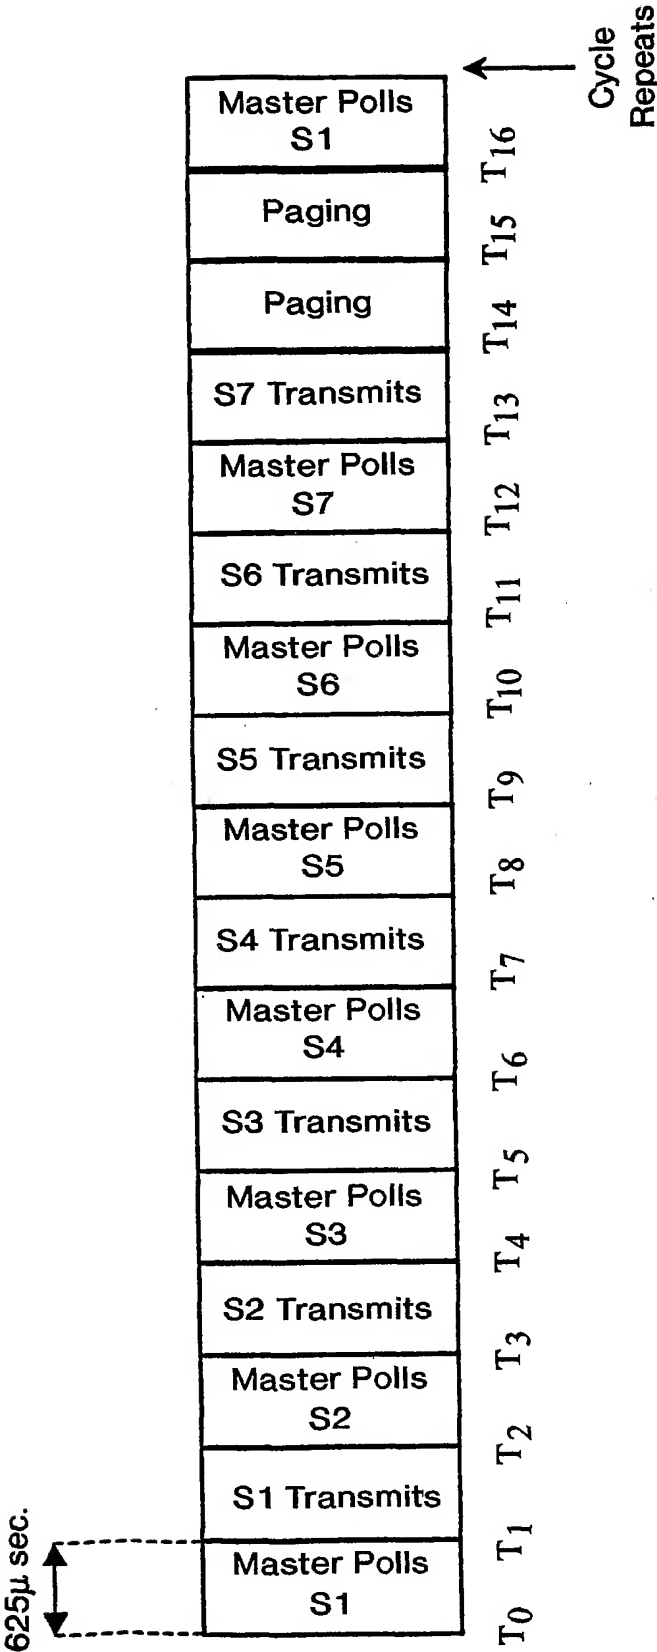 Cycle
Repeats
Master Polls
S1
T16
Paging
T15
Paging
T14
S7 Transmits
T13
Master Polls
S7
T12
S6 Transmits
T11
Master Polls
S6
T10
S5 Transmits
T9
Master Polls
S5
T8
S4 Transmits
T7
Master Polls
S4
T6
S3 Transmits
T5
Master Polls
S3
T4
S2 Transmits
T3
Master Polls
S2
T2
S1 Transmits
T1
625μ sec.
Master Polls
S1
T0